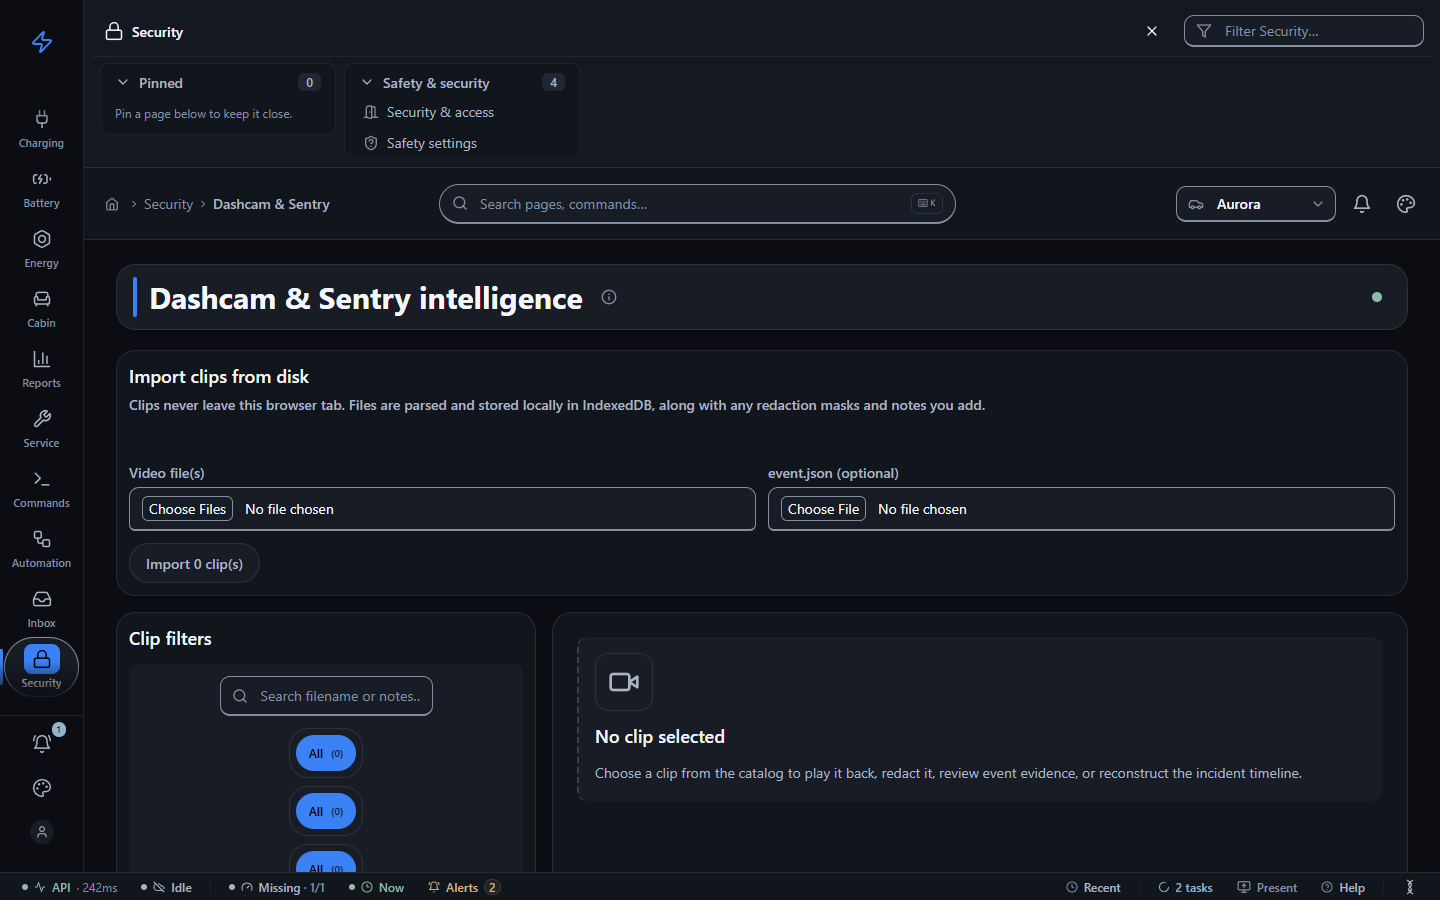 Security
Filter Security...
Pinned
0
Pin a page below to keep it close.
Safety & security
4
Security & access
Safety settings
Charging
Battery
Energy
Cabin
Reports
Service
Commands
Automation
Inbox
Security
1
Security
Dashcam & Sentry
Search pages, commands...
K
Aurora
Dashcam & Sentry intelligence
Import clips from disk
Clips never leave this browser tab. Files are parsed and stored locally in IndexedDB, along with any redaction masks and notes you add.
Video file(s)
Choose Files No file chosen
event.json (optional)
Choose File No file chosen
Import 0 clip(s)
Clip filters
Search filename or notes..
All (0)
All (0)
All (0)
No clip selected
Choose a clip from the catalog to play it back, redact it, review event evidence, or reconstruct the incident timeline.
API · 242ms
Idle
Missing · 1/1
Now
Alerts 2
Recent
2 tasks
Present
Help